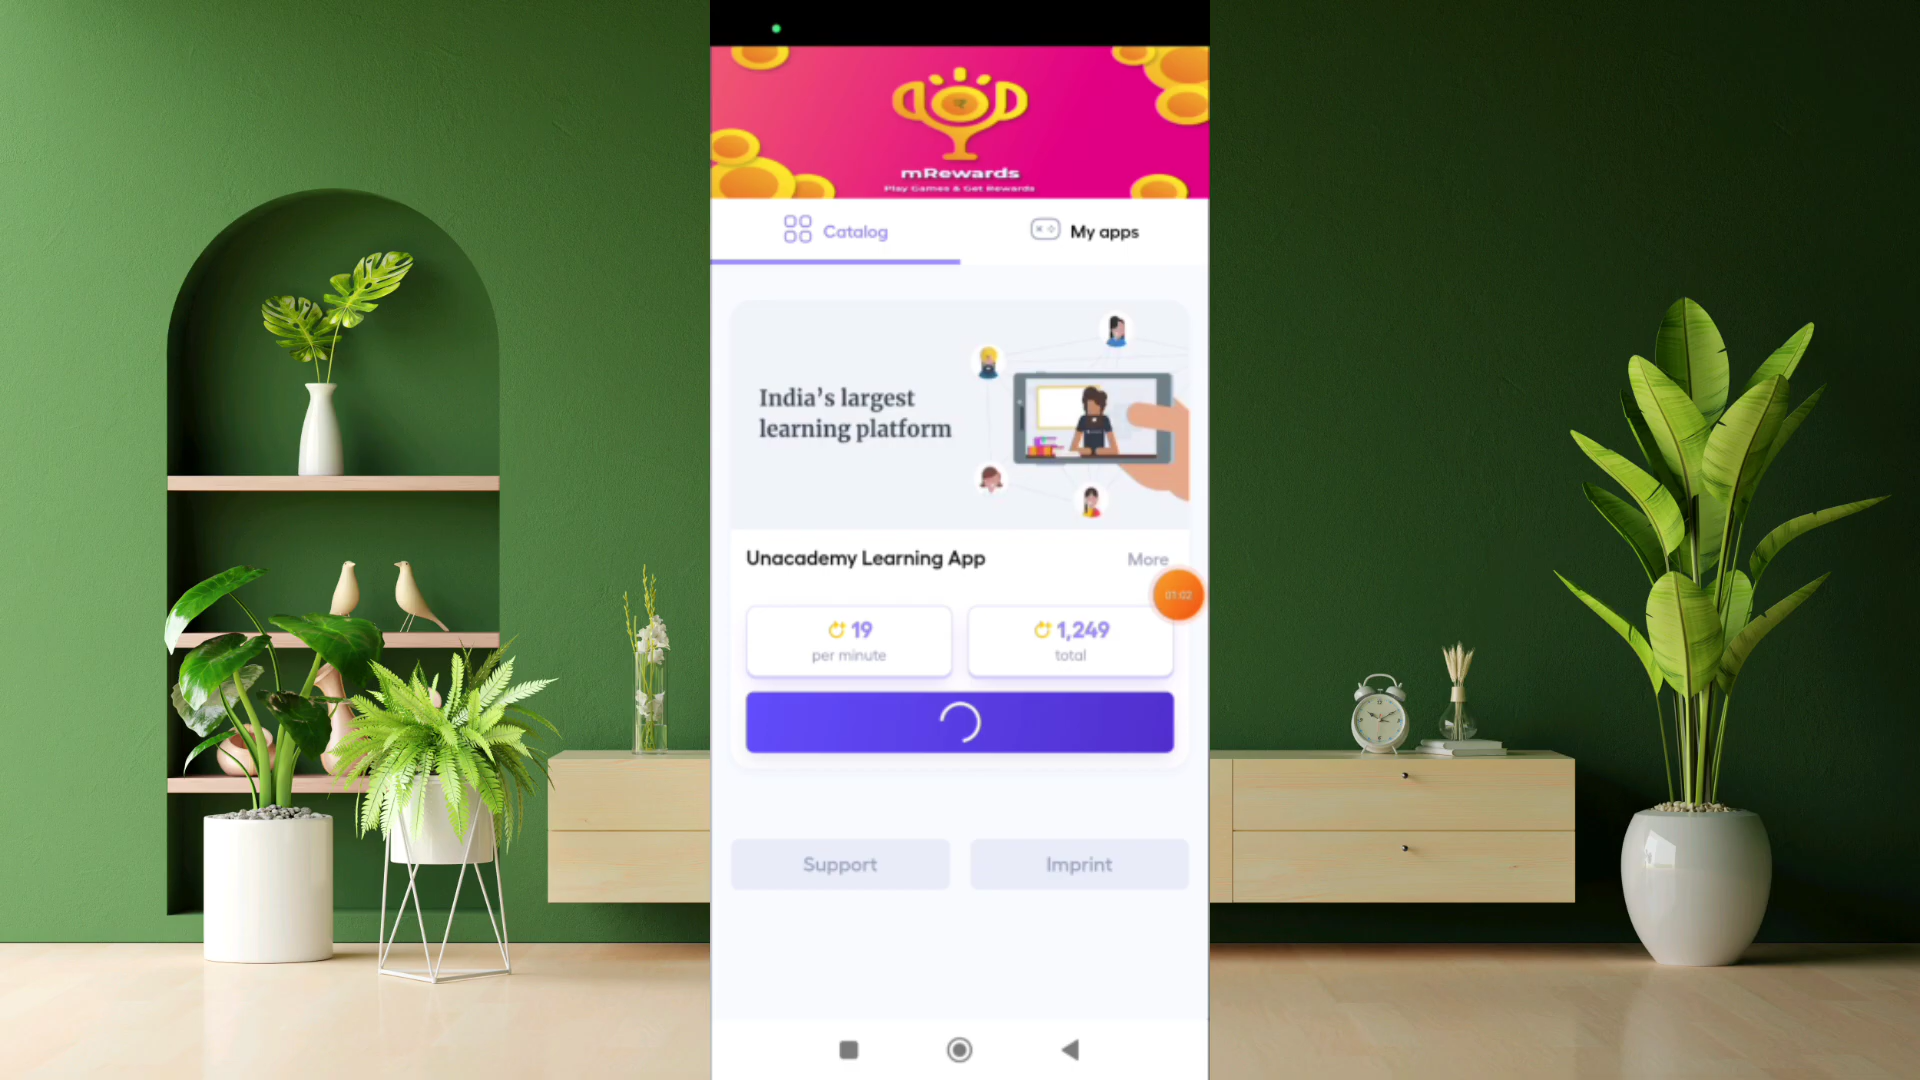 mRewards
Play Games & Get Rewards
Catalog
My apps
India's largest
learning platform
Unacademy Learning App
More
01:02
19
per minute
1,249
total
Support
Imprint